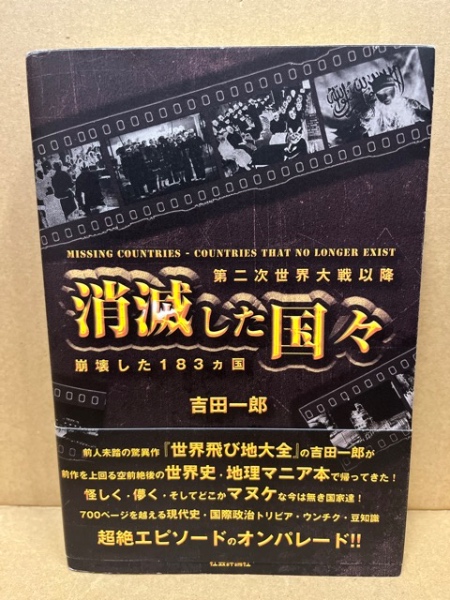 MISSING COUNTRIES - COUNTRIES THAT NO LONGER EXIST
第二次世界大戦以降
消滅した国々
崩壊した183ヵ国
吉田一郎
前人未踏の驚異作『世界飛び地大全』の吉田一郎が
前作を上回る空前絶後の世界史・地理マニア本で帰ってきた！
怪しく・儚く・そしてどこかマヌケな今は無き国家達！
700ページを越える現代史・国際政治トリビア・ウンチク・豆知識
超絶エピソードのオンパレード!!